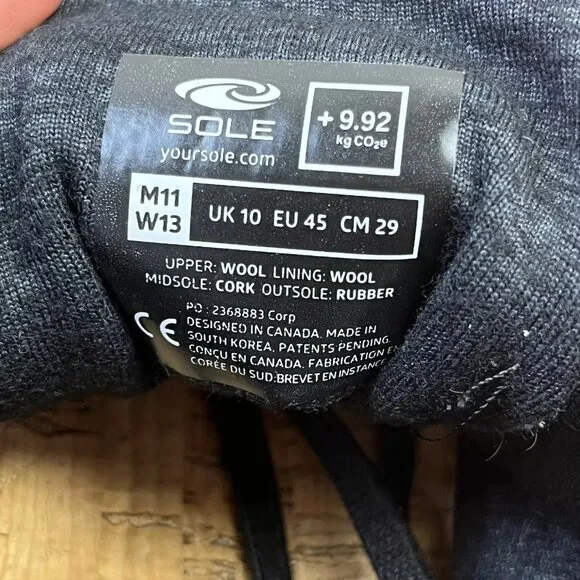 SOLE
yoursole.com
+ 9.92
kg CO₂e
M11
W13
UK 10 EU 45 CM 29
UPPER: WOOL LINING: WOOL
MIDSOLE: CORK OUTSOLE: RUBBER
PO : 2368883 Corp
CE
DESIGNED IN CANADA. MADE IN
SOUTH KOREA. PATENTS PENDING.
CONÇU EN CANADA. FABRICATION EN
CORÉE DU SUD:BREVET EN INSTANCE